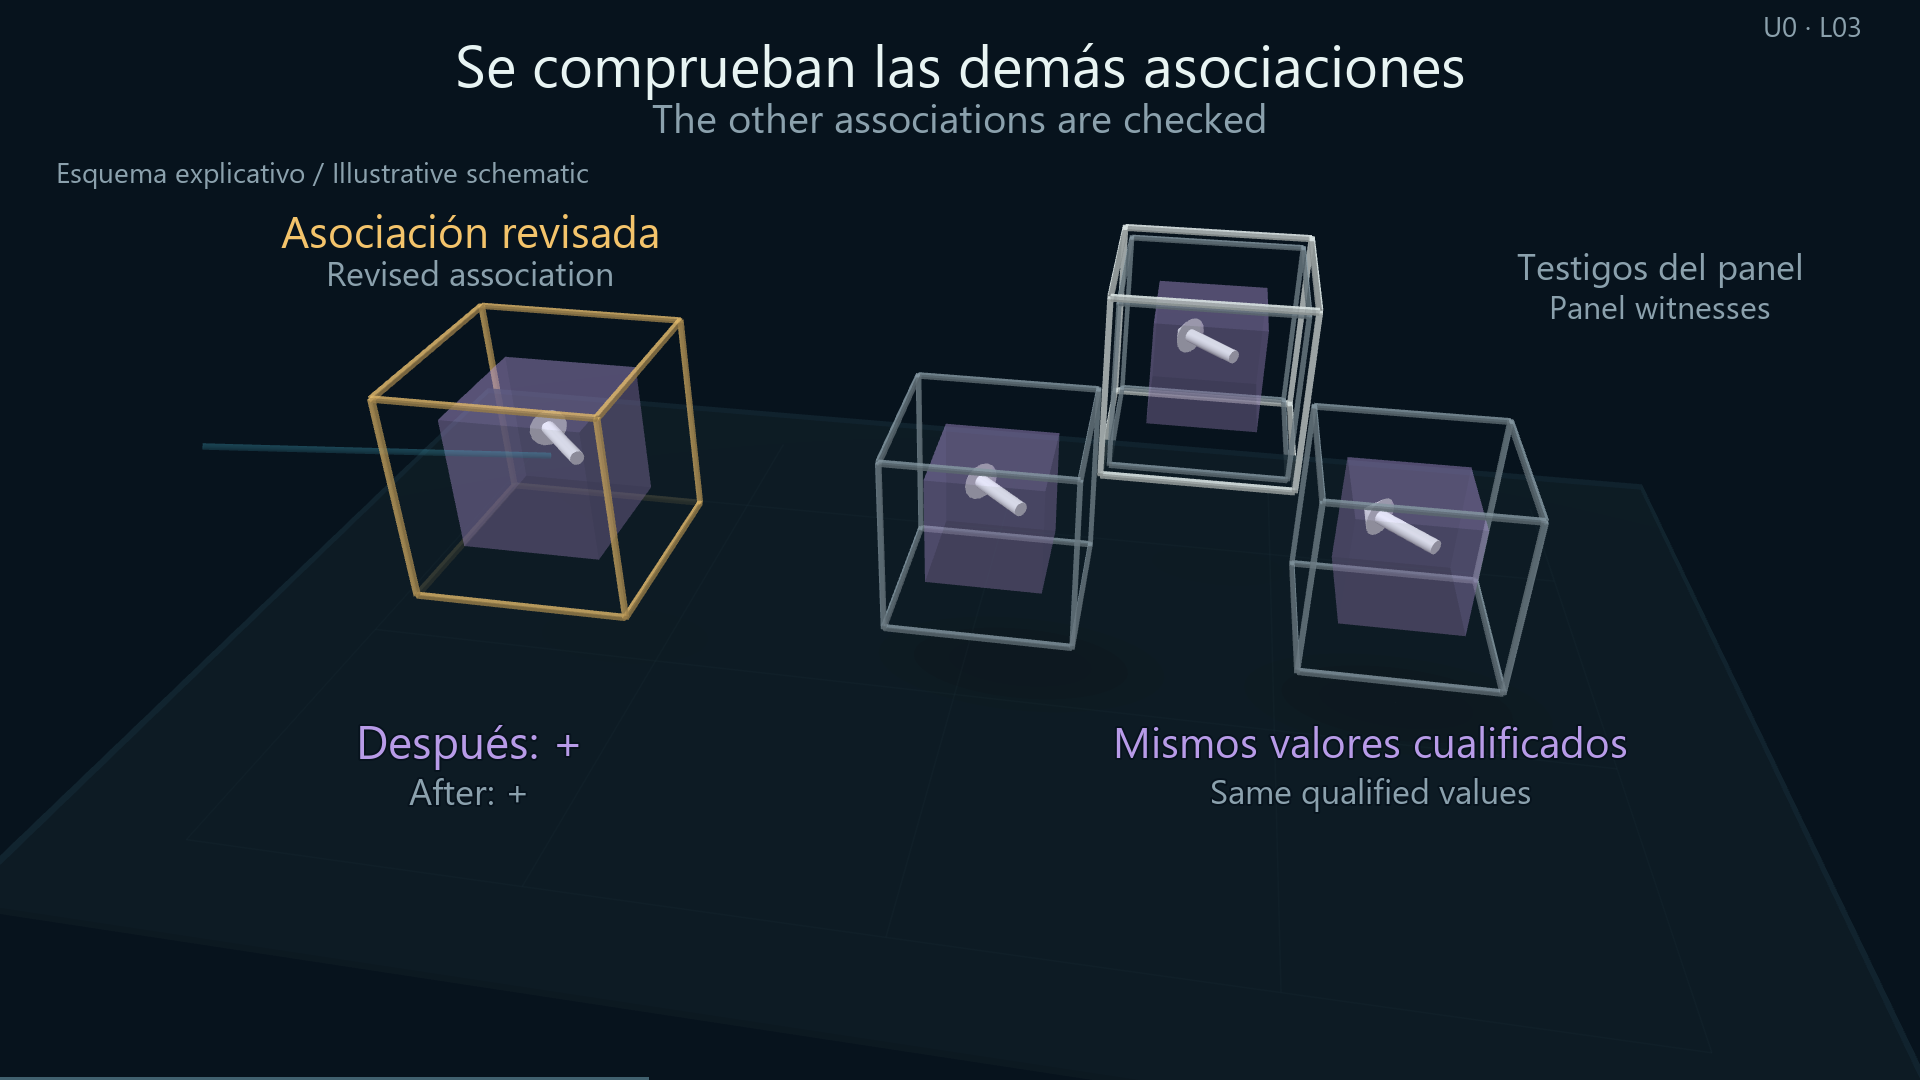 U0 · L03
Se comprueban las demás asociaciones
The other associations are checked
Esquema explicativo / Illustrative schematic
Asociación revisada
Revised association
Testigos del panel
Panel witnesses
Después: +
After: +
Mismos valores cualificados
Same qualified values